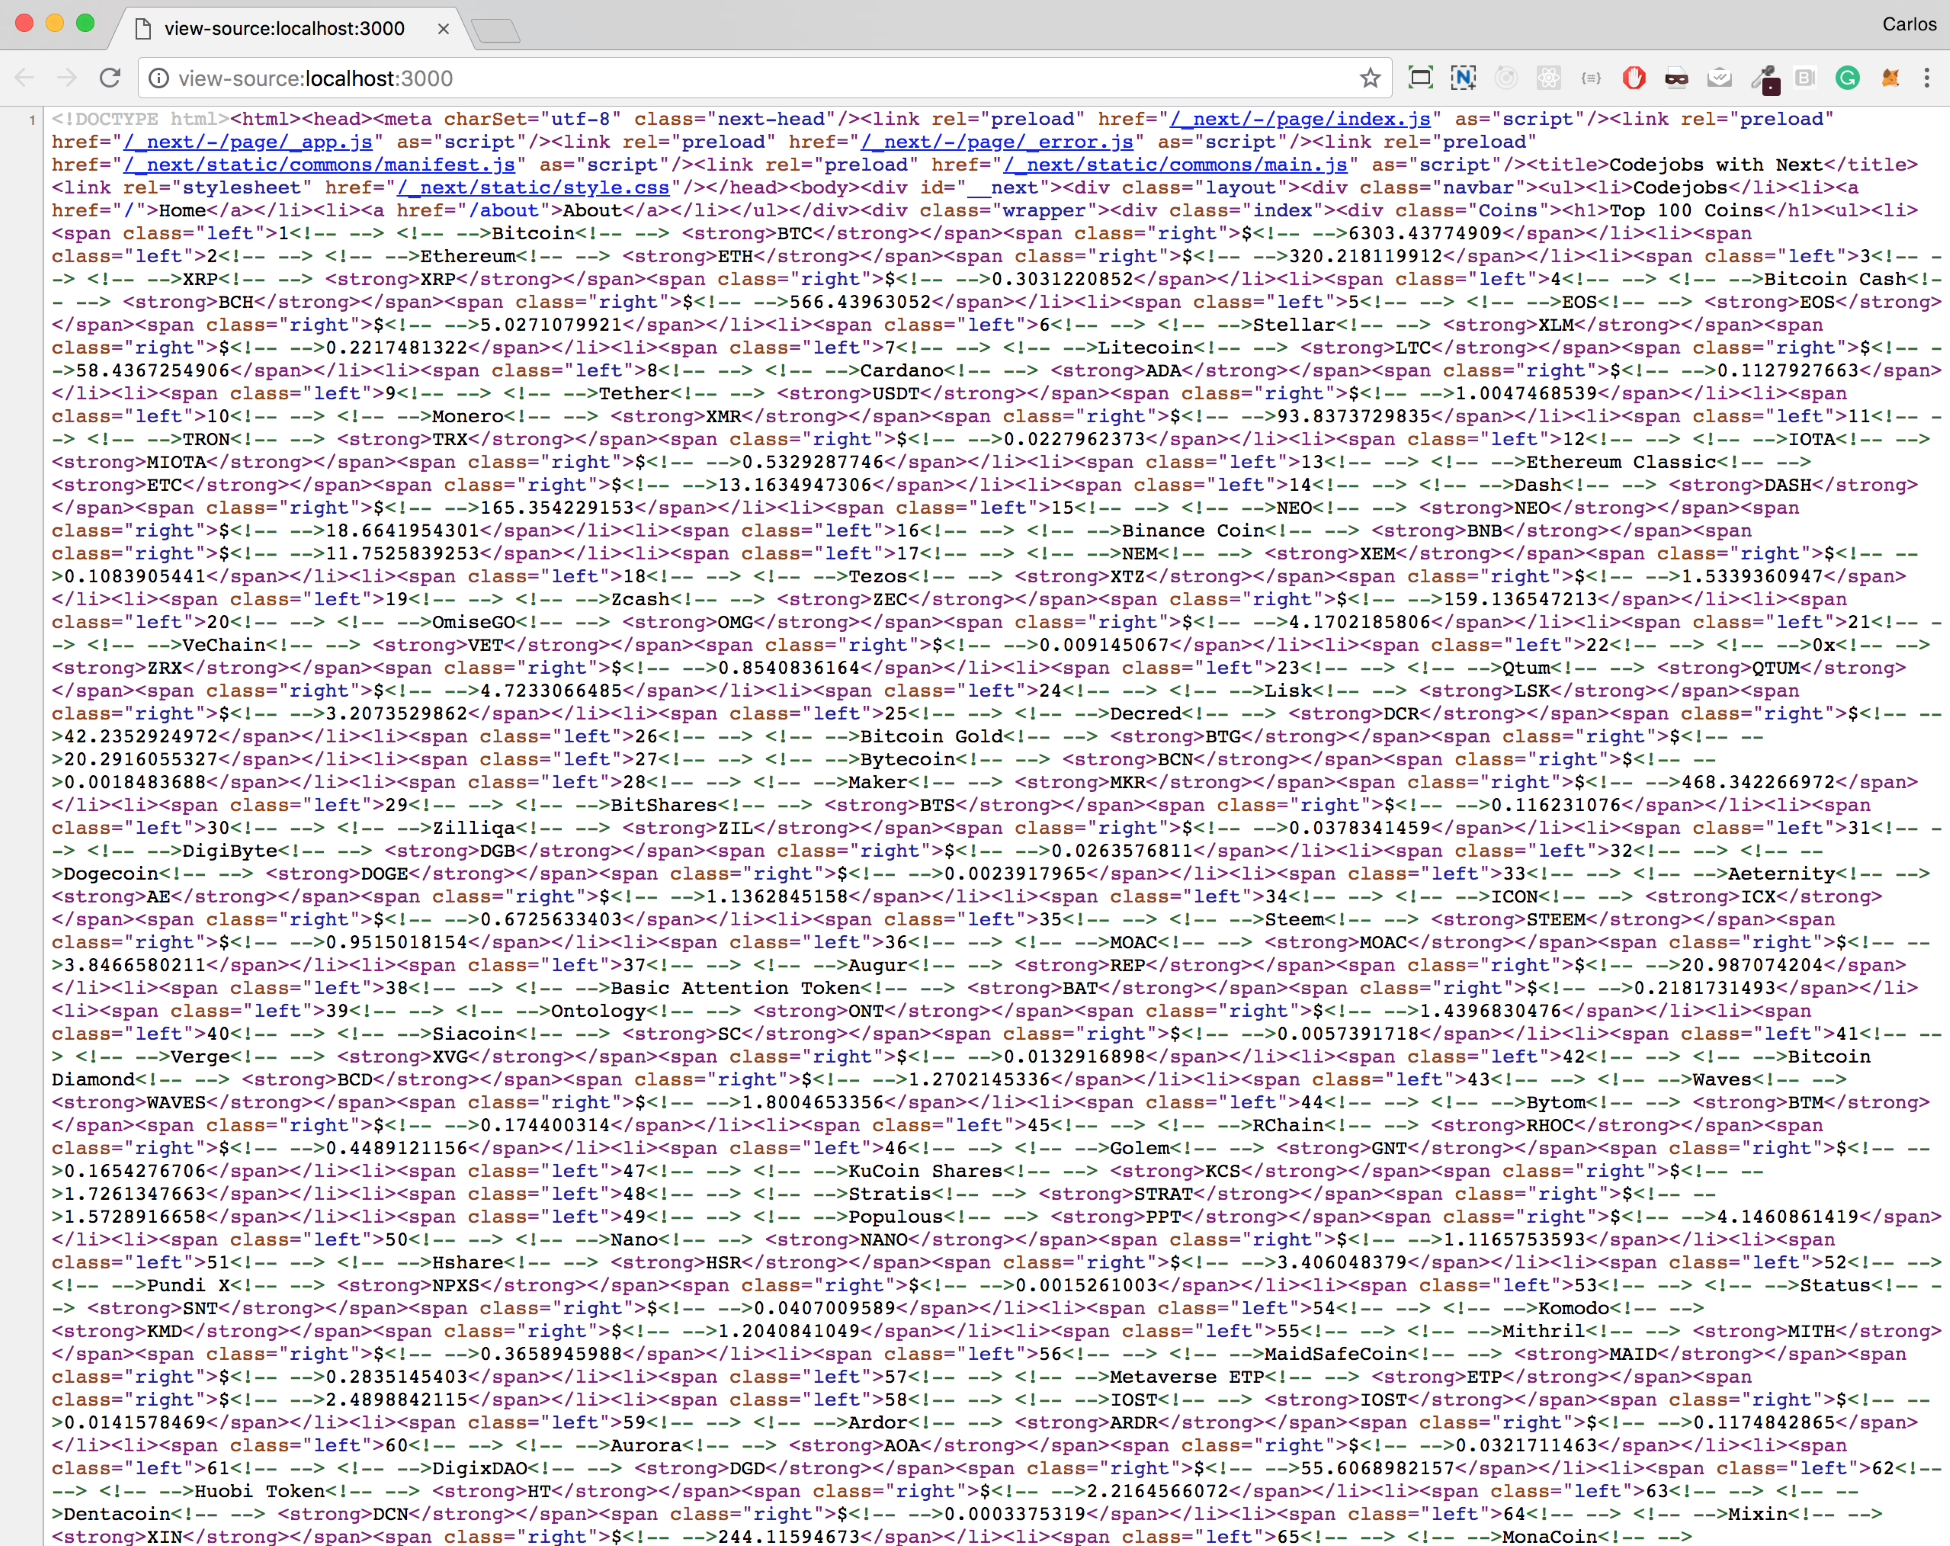 view-source:localhost:3000
Carlos
view-source:localhost:3000
1 <!DOCTYPE html><html><head><meta charSet="utf-8" class="next-head"/><link rel="preload" href="/_next/-/page/index.js" as="script"/><link rel="preload"
href="/_next/-/page/_app.js" as="script"/><link rel="preload" href="/_next/-/page/_error.js" as="script"/><link rel="preload"
href="/_next/static/commons/manifest.js" as="script"/><link rel="preload" href="/_next/static/commons/main.js" as="script"/><title>Codejobs with Next</title>
<link rel="stylesheet" href="/_next/static/style.css"/></head><body><div id="__next"><div class="layout"><div class="navbar"><ul><li>Codejobs</li><li><a
href="/">Home</a></li><li><a href="/about">About</a></li></ul></div><div class="wrapper"><div class="index"><div class="Coins"><h1>Top 100 Coins</h1><ul><li>
<span class="left">1<!-- --> <!-- -->Bitcoin<!-- --> <strong>BTC</strong></span><span class="right">$<!-- -->6303.43774909</span></li><li><span
class="left">2<!-- --> <!-- -->Ethereum<!-- --> <strong>ETH</strong></span><span class="right">$<!-- -->320.218119912</span></li><li><span class="left">3<!-- --
> <!-- -->XRP<!-- --> <strong>XRP</strong></span><span class="right">$<!-- -->0.3031220852</span></li><li><span class="left">4<!-- --> <!-- -->Bitcoin Cash<!-
- --> <strong>BCH</strong></span><span class="right">$<!-- -->566.43963052</span></li><li><span class="left">5<!-- --> <!-- -->EOS<!-- --> <strong>EOS</strong>
</span><span class="right">$<!-- -->5.0271079921</span></li><li><span class="left">6<!-- --> <!-- -->Stellar<!-- --> <strong>XLM</strong></span><span
class="right">$<!-- -->0.2217481322</span></li><li><span class="left">7<!-- --> <!-- -->Litecoin<!-- --> <strong>LTC</strong></span><span class="right">$<!-- -
->58.4367254906</span></li><li><span class="left">8<!-- --> <!-- -->Cardano<!-- --> <strong>ADA</strong></span><span class="right">$<!-- -->0.1127927663</span>
</li><li><span class="left">9<!-- --> <!-- -->Tether<!-- --> <strong>USDT</strong></span><span class="right">$<!-- -->1.0047468539</span></li><li><span
class="left">10<!-- --> <!-- -->Monero<!-- --> <strong>XMR</strong></span><span class="right">$<!-- -->93.8373729835</span></li><li><span class="left">11<!-- --
> <!-- -->TRON<!-- --> <strong>TRX</strong></span><span class="right">$<!-- -->0.0227962373</span></li><li><span class="left">12<!-- --> <!-- -->IOTA<!-- -->
<strong>MIOTA</strong></span><span class="right">$<!-- -->0.5329287746</span></li><li><span class="left">13<!-- --> <!-- -->Ethereum Classic<!-- -->
<strong>ETC</strong></span><span class="right">$<!-- -->13.1634947306</span></li><li><span class="left">14<!-- --> <!-- -->Dash<!-- --> <strong>DASH</strong>
</span><span class="right">$<!-- -->165.354229153</span></li><li><span class="left">15<!-- --> <!-- -->NEO<!-- --> <strong>NEO</strong></span><span
class="right">$<!-- -->18.6641954301</span></li><li><span class="left">16<!-- --> <!-- -->Binance Coin<!-- --> <strong>BNB</strong></span><span
class="right">$<!-- -->11.7525839253</span></li><li><span class="left">17<!-- --> <!-- -->NEM<!-- --> <strong>XEM</strong></span><span class="right">$<!-- --
>0.1083905441</span></li><li><span class="left">18<!-- --> <!-- -->Tezos<!-- --> <strong>XTZ</strong></span><span class="right">$<!-- -->1.5339360947</span>
</li><li><span class="left">19<!-- --> <!-- -->Zcash<!-- --> <strong>ZEC</strong></span><span class="right">$<!-- -->159.136547213</span></li><li><span
class="left">20<!-- --> <!-- -->OmiseGO<!-- --> <strong>OMG</strong></span><span class="right">$<!-- -->4.1702185806</span></li><li><span class="left">21<!-- --
> <!-- -->VeChain<!-- --> <strong>VET</strong></span><span class="right">$<!-- -->0.009145067</span></li><li><span class="left">22<!-- --> <!-- -->0x<!-- -->
<strong>ZRX</strong></span><span class="right">$<!-- -->0.8540836164</span></li><li><span class="left">23<!-- --> <!-- -->Qtum<!-- --> <strong>QTUM</strong>
</span><span class="right">$<!-- -->4.7233066485</span></li><li><span class="left">24<!-- --> <!-- -->Lisk<!-- --> <strong>LSK</strong></span><span
class="right">$<!-- -->3.2073529862</span></li><li><span class="left">25<!-- --> <!-- -->Decred<!-- --> <strong>DCR</strong></span><span class="right">$<!-- --
>42.2352924972</span></li><li><span class="left">26<!-- --> <!-- -->Bitcoin Gold<!-- --> <strong>BTG</strong></span><span class="right">$<!-- --
>20.2916055327</span></li><li><span class="left">27<!-- --> <!-- -->Bytecoin<!-- --> <strong>BCN</strong></span><span class="right">$<!-- --
>0.0018483688</span></li><li><span class="left">28<!-- --> <!-- -->Maker<!-- --> <strong>MKR</strong></span><span class="right">$<!-- -->468.342266972</span>
</li><li><span class="left">29<!-- --> <!-- -->BitShares<!-- --> <strong>BTS</strong></span><span class="right">$<!-- -->0.116231076</span></li><li><span
class="left">30<!-- --> <!-- -->Zilliqa<!-- --> <strong>ZIL</strong></span><span class="right">$<!-- -->0.0378341459</span></li><li><span class="left">31<!-- --
> <!-- -->DigiByte<!-- --> <strong>DGB</strong></span><span class="right">$<!-- -->0.0263576811</span></li><li><span class="left">32<!-- --> <!-- --
>Dogecoin<!-- --> <strong>DOGE</strong></span><span class="right">$<!-- -->0.0023917965</span></li><li><span class="left">33<!-- --> <!-- -->Aeternity<!-- -->
<strong>AE</strong></span><span class="right">$<!-- -->1.1362845158</span></li><li><span class="left">34<!-- --> <!-- -->ICON<!-- --> <strong>ICX</strong>
</span><span class="right">$<!-- -->0.6725633403</span></li><li><span class="left">35<!-- --> <!-- -->Steem<!-- --> <strong>STEEM</strong></span><span
class="right">$<!-- -->0.9515018154</span></li><li><span class="left">36<!-- --> <!-- -->MOAC<!-- --> <strong>MOAC</strong></span><span class="right">$<!-- --
>3.8466580211</span></li><li><span class="left">37<!-- --> <!-- -->Augur<!-- --> <strong>REP</strong></span><span class="right">$<!-- -->20.987074204</span>
</li><li><span class="left">38<!-- --> <!-- -->Basic Attention Token<!-- --> <strong>BAT</strong></span><span class="right">$<!-- -->0.2181731493</span></li>
<li><span class="left">39<!-- --> <!-- -->Ontology<!-- --> <strong>ONT</strong></span><span class="right">$<!-- -->1.4396830476</span></li><li><span
class="left">40<!-- --> <!-- -->Siacoin<!-- --> <strong>SC</strong></span><span class="right">$<!-- -->0.0057391718</span></li><li><span class="left">41<!-- --
> <!-- -->Verge<!-- --> <strong>XVG</strong></span><span class="right">$<!-- -->0.0132916898</span></li><li><span class="left">42<!-- --> <!-- -->Bitcoin
Diamond<!-- --> <strong>BCD</strong></span><span class="right">$<!-- -->1.2702145336</span></li><li><span class="left">43<!-- --> <!-- -->Waves<!-- -->
<strong>WAVES</strong></span><span class="right">$<!-- -->1.8004653356</span></li><li><span class="left">44<!-- --> <!-- -->Bytom<!-- --> <strong>BTM</strong>
</span><span class="right">$<!-- -->0.174400314</span></li><li><span class="left">45<!-- --> <!-- -->RChain<!-- --> <strong>RHOC</strong></span><span
class="right">$<!-- -->0.4489121156</span></li><li><span class="left">46<!-- --> <!-- -->Golem<!-- --> <strong>GNT</strong></span><span class="right">$<!-- --
>0.1654276706</span></li><li><span class="left">47<!-- --> <!-- -->KuCoin Shares<!-- --> <strong>KCS</strong></span><span class="right">$<!-- --
>1.7261347663</span></li><li><span class="left">48<!-- --> <!-- -->Stratis<!-- --> <strong>STRAT</strong></span><span class="right">$<!-- --
>1.5728916658</span></li><li><span class="left">49<!-- --> <!-- -->Populous<!-- --> <strong>PPT</strong></span><span class="right">$<!-- -->4.1460861419</span>
</li><li><span class="left">50<!-- --> <!-- -->Nano<!-- --> <strong>NANO</strong></span><span class="right">$<!-- -->1.1165753593</span></li><li><span
class="left">51<!-- --> <!-- -->Hshare<!-- --> <strong>HSR</strong></span><span class="right">$<!-- -->3.406048379</span></li><li><span class="left">52<!-- -->
<!-- -->Pundi X<!-- --> <strong>NPXS</strong></span><span class="right">$<!-- -->0.0015261003</span></li><li><span class="left">53<!-- --> <!-- -->Status<!-- -
-> <strong>SNT</strong></span><span class="right">$<!-- -->0.0407009589</span></li><li><span class="left">54<!-- --> <!-- -->Komodo<!-- -->
<strong>KMD</strong></span><span class="right">$<!-- -->1.2040841049</span></li><li><span class="left">55<!-- --> <!-- -->Mithril<!-- --> <strong>MITH</strong>
</span><span class="right">$<!-- -->0.3658945988</span></li><li><span class="left">56<!-- --> <!-- -->MaidSafeCoin<!-- --> <strong>MAID</strong></span><span
class="right">$<!-- -->0.2835145403</span></li><li><span class="left">57<!-- --> <!-- -->Metaverse ETP<!-- --> <strong>ETP</strong></span><span
class="right">$<!-- -->2.4898842115</span></li><li><span class="left">58<!-- --> <!-- -->IOST<!-- --> <strong>IOST</strong></span><span class="right">$<!-- --
>0.0141578469</span></li><li><span class="left">59<!-- --> <!-- -->Ardor<!-- --> <strong>ARDR</strong></span><span class="right">$<!-- -->0.1174842865</span>
</li><li><span class="left">60<!-- --> <!-- -->Aurora<!-- --> <strong>AOA</strong></span><span class="right">$<!-- -->0.0321711463</span></li><li><span
class="left">61<!-- --> <!-- -->DigixDAO<!-- --> <strong>DGD</strong></span><span class="right">$<!-- -->55.6068982157</span></li><li><span class="left">62<!--
--> <!-- -->Huobi Token<!-- --> <strong>HT</strong></span><span class="right">$<!-- -->2.2164566072</span></li><li><span class="left">63<!-- --> <!-- --
>Dentacoin<!-- --> <strong>DCN</strong></span><span class="right">$<!-- -->0.0003375319</span></li><li><span class="left">64<!-- --> <!-- -->Mixin<!-- -->
<strong>XIN</strong></span><span class="right">$<!-- -->244.11594673</span></li><li><span class="left">65<!-- --> <!-- -->MonaCoin<!-- -->